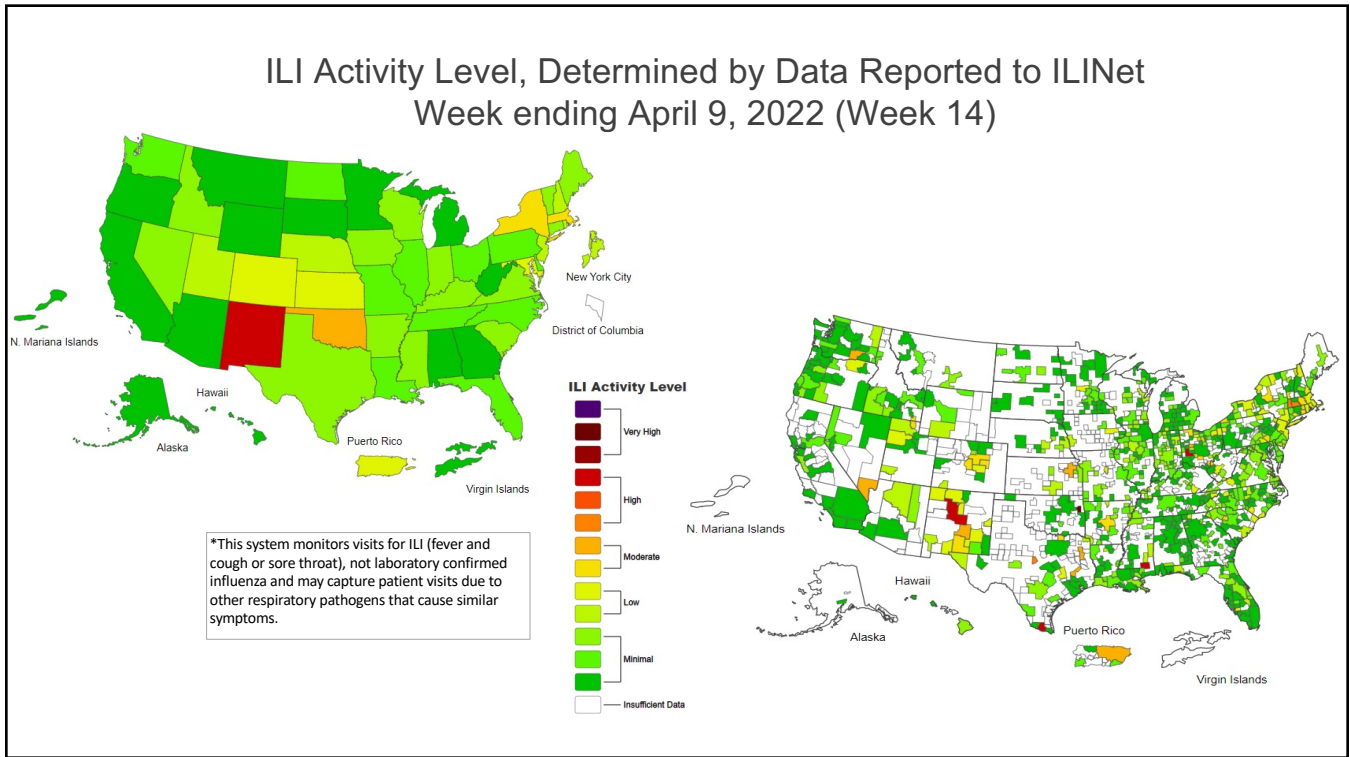 ILI Activity Level, Determined by Data Reported to ILINet
Week ending April 9, 2022 (Week 14)
New York City
District of Columbia
N. Mariana Islands
Hawaii
Alaska
Puerto Rico
Virgin Islands
*This system monitors visits for ILI (fever and
cough or sore throat), not laboratory confirmed
influenza and may capture patient visits due to
other respiratory pathogens that cause similar
symptoms.
ILI Activity Level
Very High
High
Moderate
Low
Minimal
Insufficient Data
N. Mariana Islands
Hawaii
Alaska
Puerto Rico
Virgin Islands